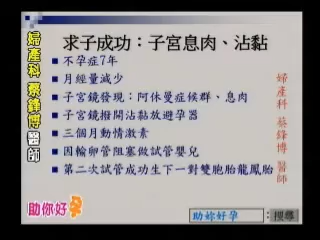 求子成功：子宮息肉、沾黏
不孕症7年
月經量減少
子宮鏡發現：阿休曼症候群、息肉
子宮鏡撥開沾黏放避孕器
三個月動情激素
因輸卵管阻塞做試管嬰兒
第二次試管成功生下一對雙胞胎龍鳳胎
婦產科 蔡鋒博 醫師
婦產科 蔡鋒博 醫師
助你好孕
助妳好孕 ：搜尋